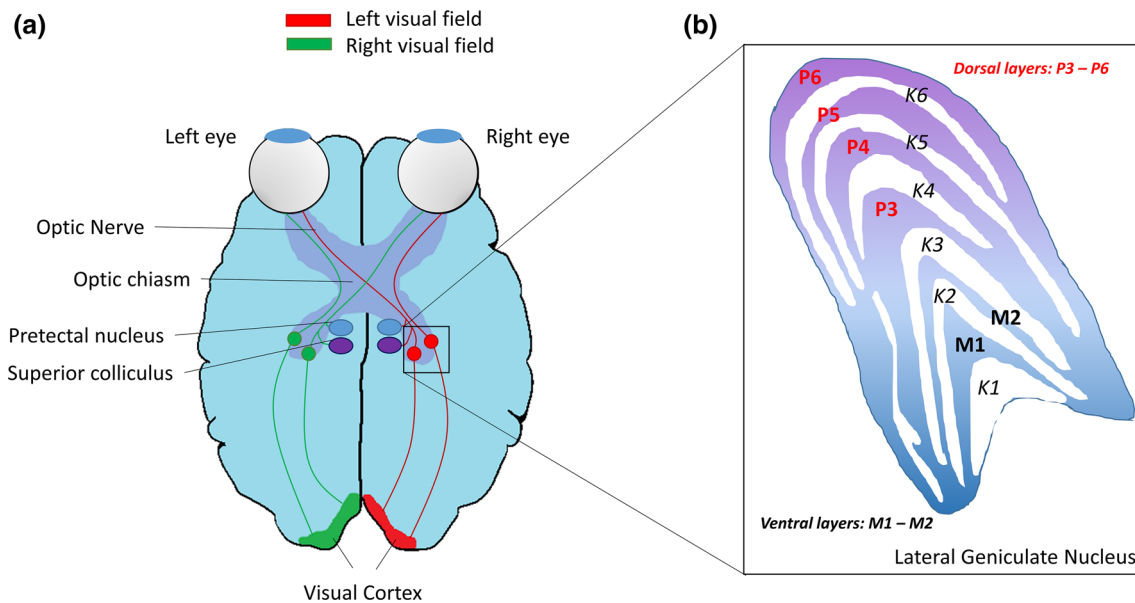 (a)
Left visual field
Right visual field
Left eye
Right eye
Optic Nerve
Optic chiasm
Pretectal nucleus
Superior colliculus
Visual Cortex
(b)
Dorsal layers: P3 – P6
P6
K6
P5
K5
P4
K4
P3
K3
K2
M2
M1
K1
Ventral layers: M1 – M2
Lateral Geniculate Nucleus